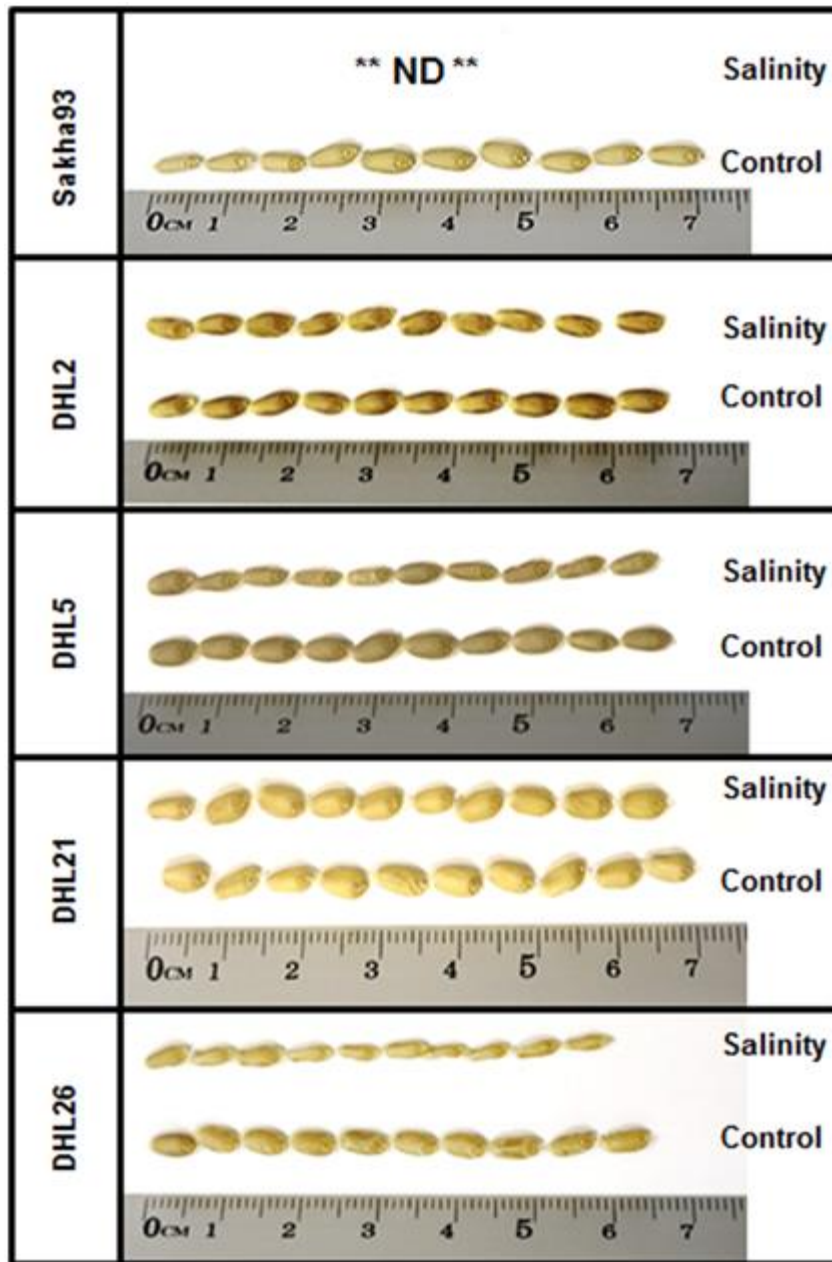 Sakha93
** ND **
Salinity
Control
0CM 1 2 3 4 5 6 7
DHL2
Salinity
Control
0CM 1 2 3 4 5 6 7
DHL5
Salinity
Control
0CM 1 2 3 4 5 6 7
DHL21
Salinity
Control
0CM 1 2 3 4 5 6 7
DHL26
Salinity
Control
0CM 1 2 3 4 5 6 7